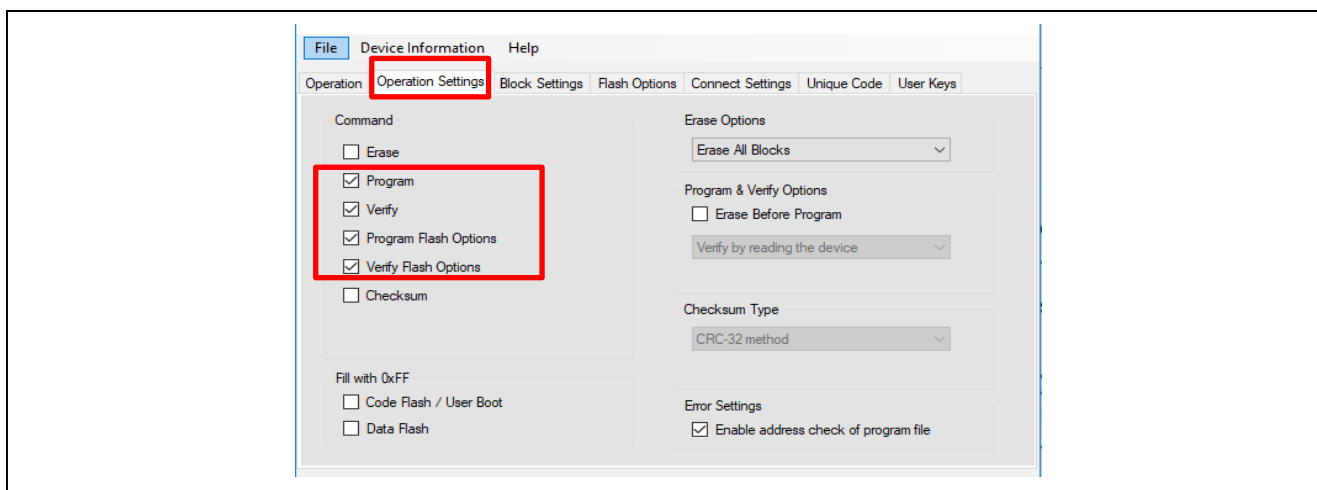 File Device Information Help
Operation Operation Settings Block Settings Flash Options Connect Settings Unique Code User Keys
Command
Erase
Program
Verify
Program Flash Options
Verify Flash Options
Checksum
Fill with 0xFF
Code Flash / User Boot
Data Flash
Erase Options
Erase All Blocks
Program & Verify Options
Erase Before Program
Verify by reading the device
Checksum Type
CRC-32 method
Error Settings
Enable address check of program file